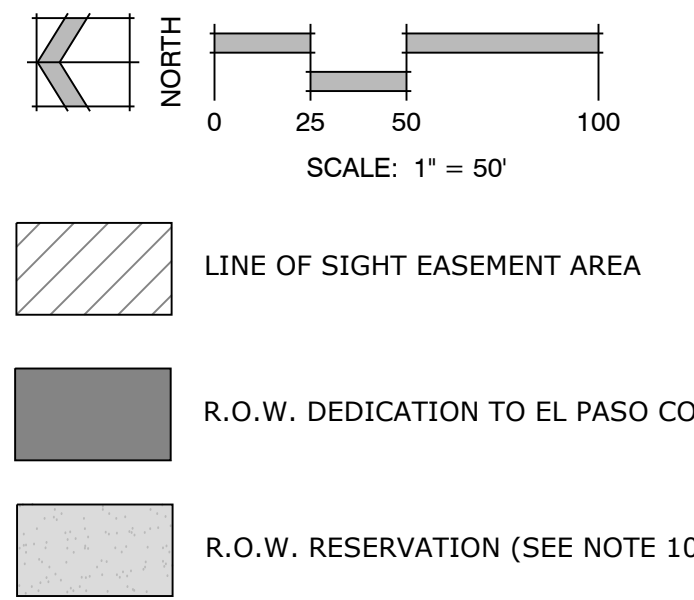 NORTH
0 25 50 100
SCALE: 1" = 50'
LINE OF SIGHT EASEMENT AREA
R.O.W. DEDICATION TO EL PASO CO
R.O.W. RESERVATION (SEE NOTE 10